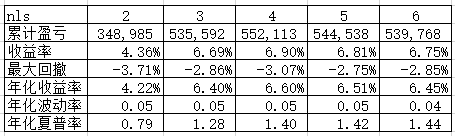 nls 2 3 4 5 6
累计盈亏 348,985 535,592 552,113 544,538 539,768
收益率 4.36% 6.69% 6.90% 6.81% 6.75%
最大回撤 -3.71% -2.86% -3.07% -2.75% -2.85%
年化收益率 4.22% 6.40% 6.60% 6.51% 6.45%
年化波动率 0.05 0.05 0.05 0.05 0.04
年化夏普率 0.79 1.28 1.40 1.42 1.44